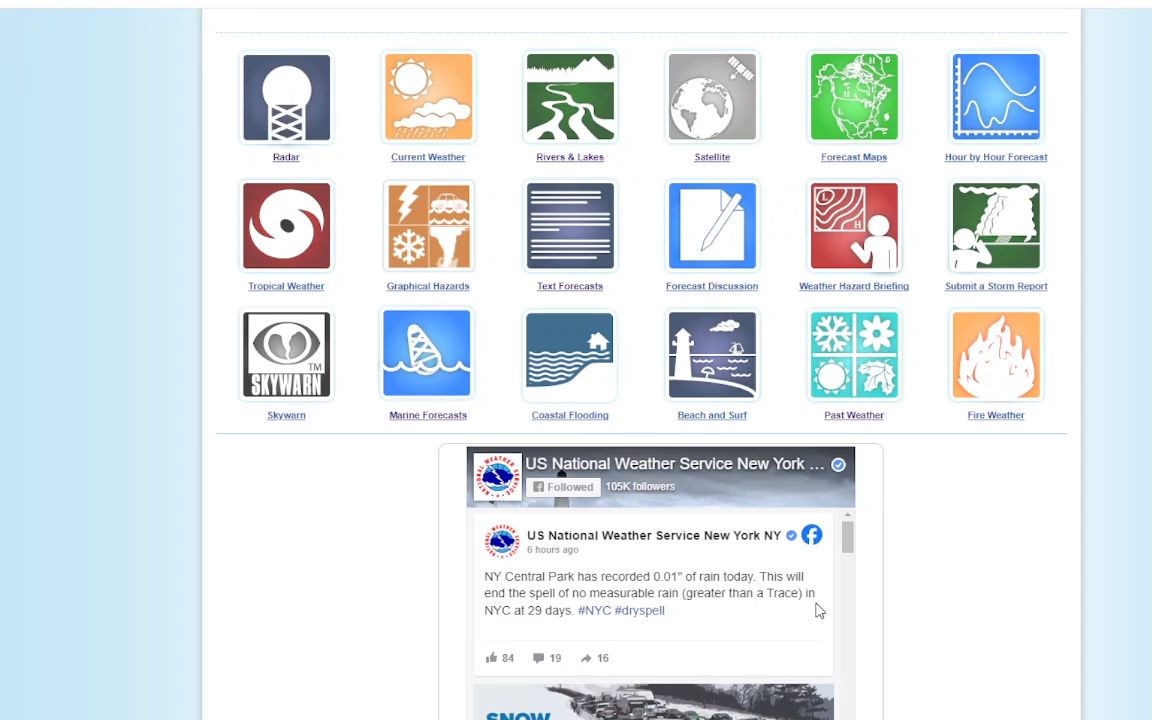 Radar
Current Weather
Rivers & Lakes
Satellite
Forecast Maps
Hour by Hour Forecast
Tropical Weather
Graphical Hazards
Text Forecasts
Forecast Discussion
Weather Hazard Briefing
Submit a Storm Report
SKYWARN
TM
Skywarn
Marine Forecasts
Coastal Flooding
Beach and Surf
Past Weather
Fire Weather
US National Weather Service New York ...
Followed 105K followers
US National Weather Service New York NY
6 hours ago
NY Central Park has recorded 0.01" of rain today. This will
end the spell of no measurable rain (greater than a Trace) in
NYC at 29 days. #NYC #dryspell
84 19 16
SNOW